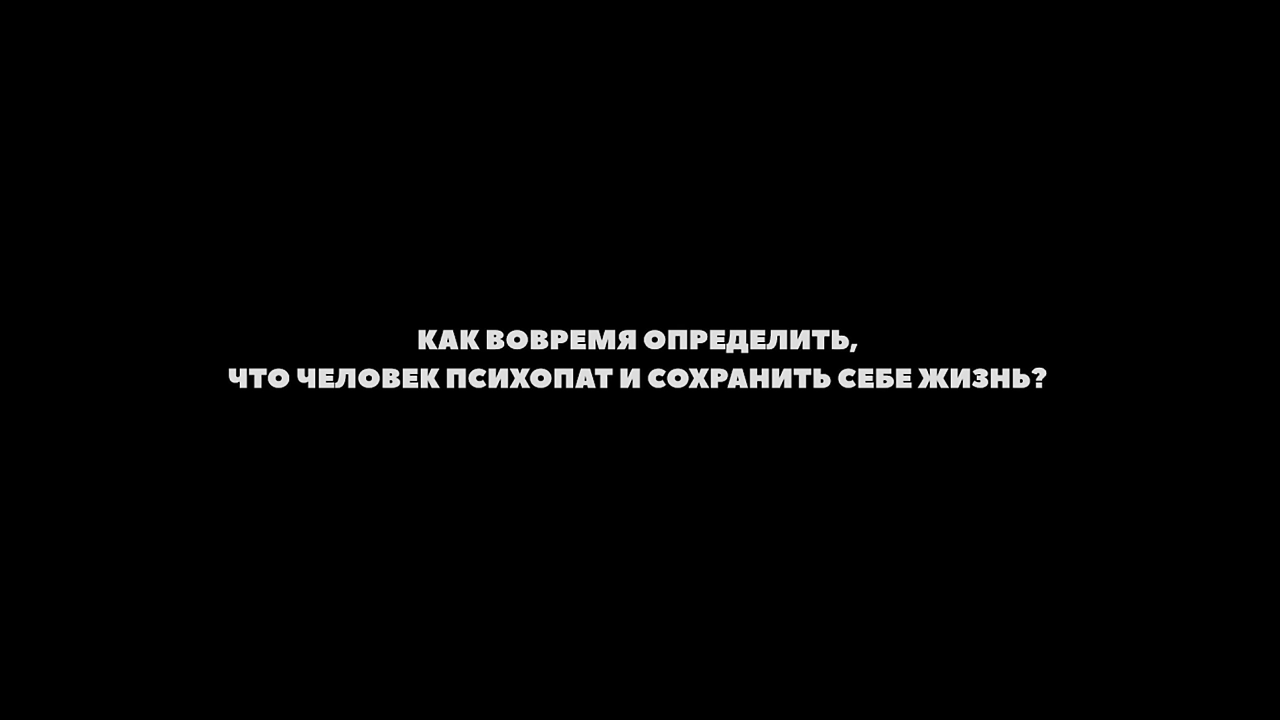 КАК ВОВРЕМЯ ОПРЕДЕЛИТЬ,
ЧТО ЧЕЛОВЕК ПСИХОПАТ И СОХРАНИТЬ СЕБЕ ЖИЗНЬ?